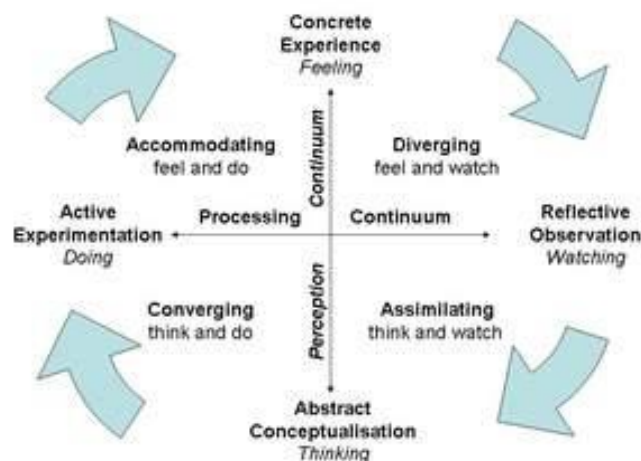 Concrete
Experience
Feeling
Accommodating
feel and do
Diverging
feel and watch
Continuum
Active
Experimentation
Doing
Processing
Continuum
Reflective
Observation
Watching
Perception
Converging
think and do
Assimilating
think and watch
Abstract
Conceptualisation
Thinking